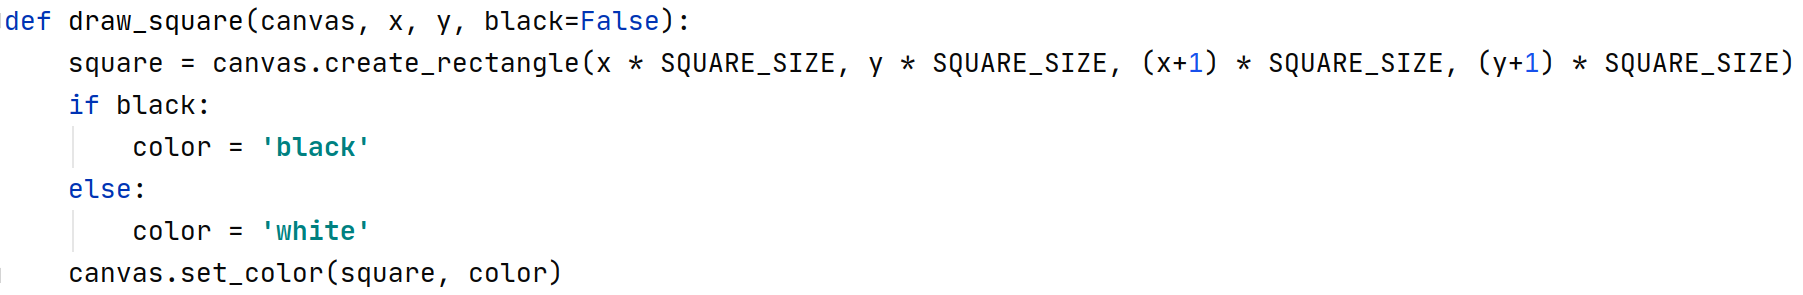 def draw_square(canvas, x, y, black=False):
    square = canvas.create_rectangle(x * SQUARE_SIZE, y * SQUARE_SIZE, (x+1) * SQUARE_SIZE, (y+1) * SQUARE_SIZE)
    if black:
        color = 'black'
    else:
        color = 'white'
    canvas.set_color(square, color)